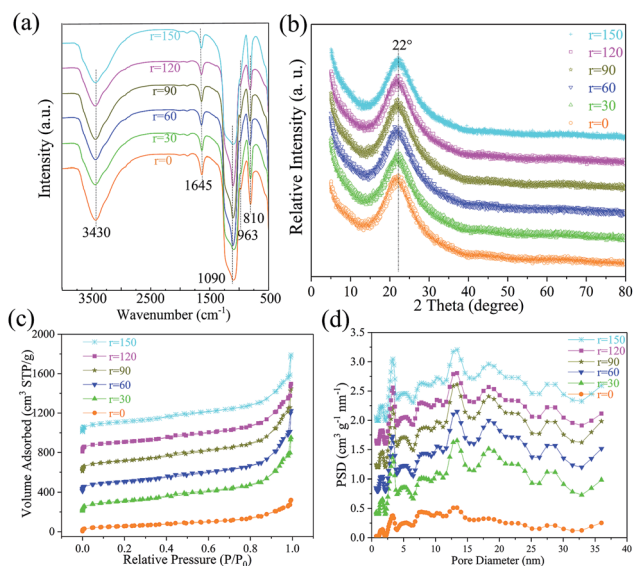 (a)
r=150
r=120
r=90
r=60
r=30
r=0
3430
1645
1090
963
810
Intensity (a.u.)
3500 2500 1500 500
Wavenumber (cm⁻¹)
(b)
22°
r=150
r=120
r=90
r=60
r=30
r=0
Relative Intensity (a. u.)
0 10 20 30 40 50 60 70 80
2 Theta (degree)
(c)
r=150
r=120
r=90
r=60
r=30
r=0
Volume Adsorbed (cm³ STP/g)
2000
1600
1200
800
400
0
0.0 0.2 0.4 0.6 0.8 1.0
Relative Pressure (P/P₀)
(d)
r=150
r=120
r=90
r=60
r=30
r=0
PSD (cm³ g⁻¹ nm⁻¹)
3.5
3.0
2.5
2.0
1.5
1.0
0.5
0.0
0 5 10 15 20 25 30 35 40
Pore Diameter (nm)